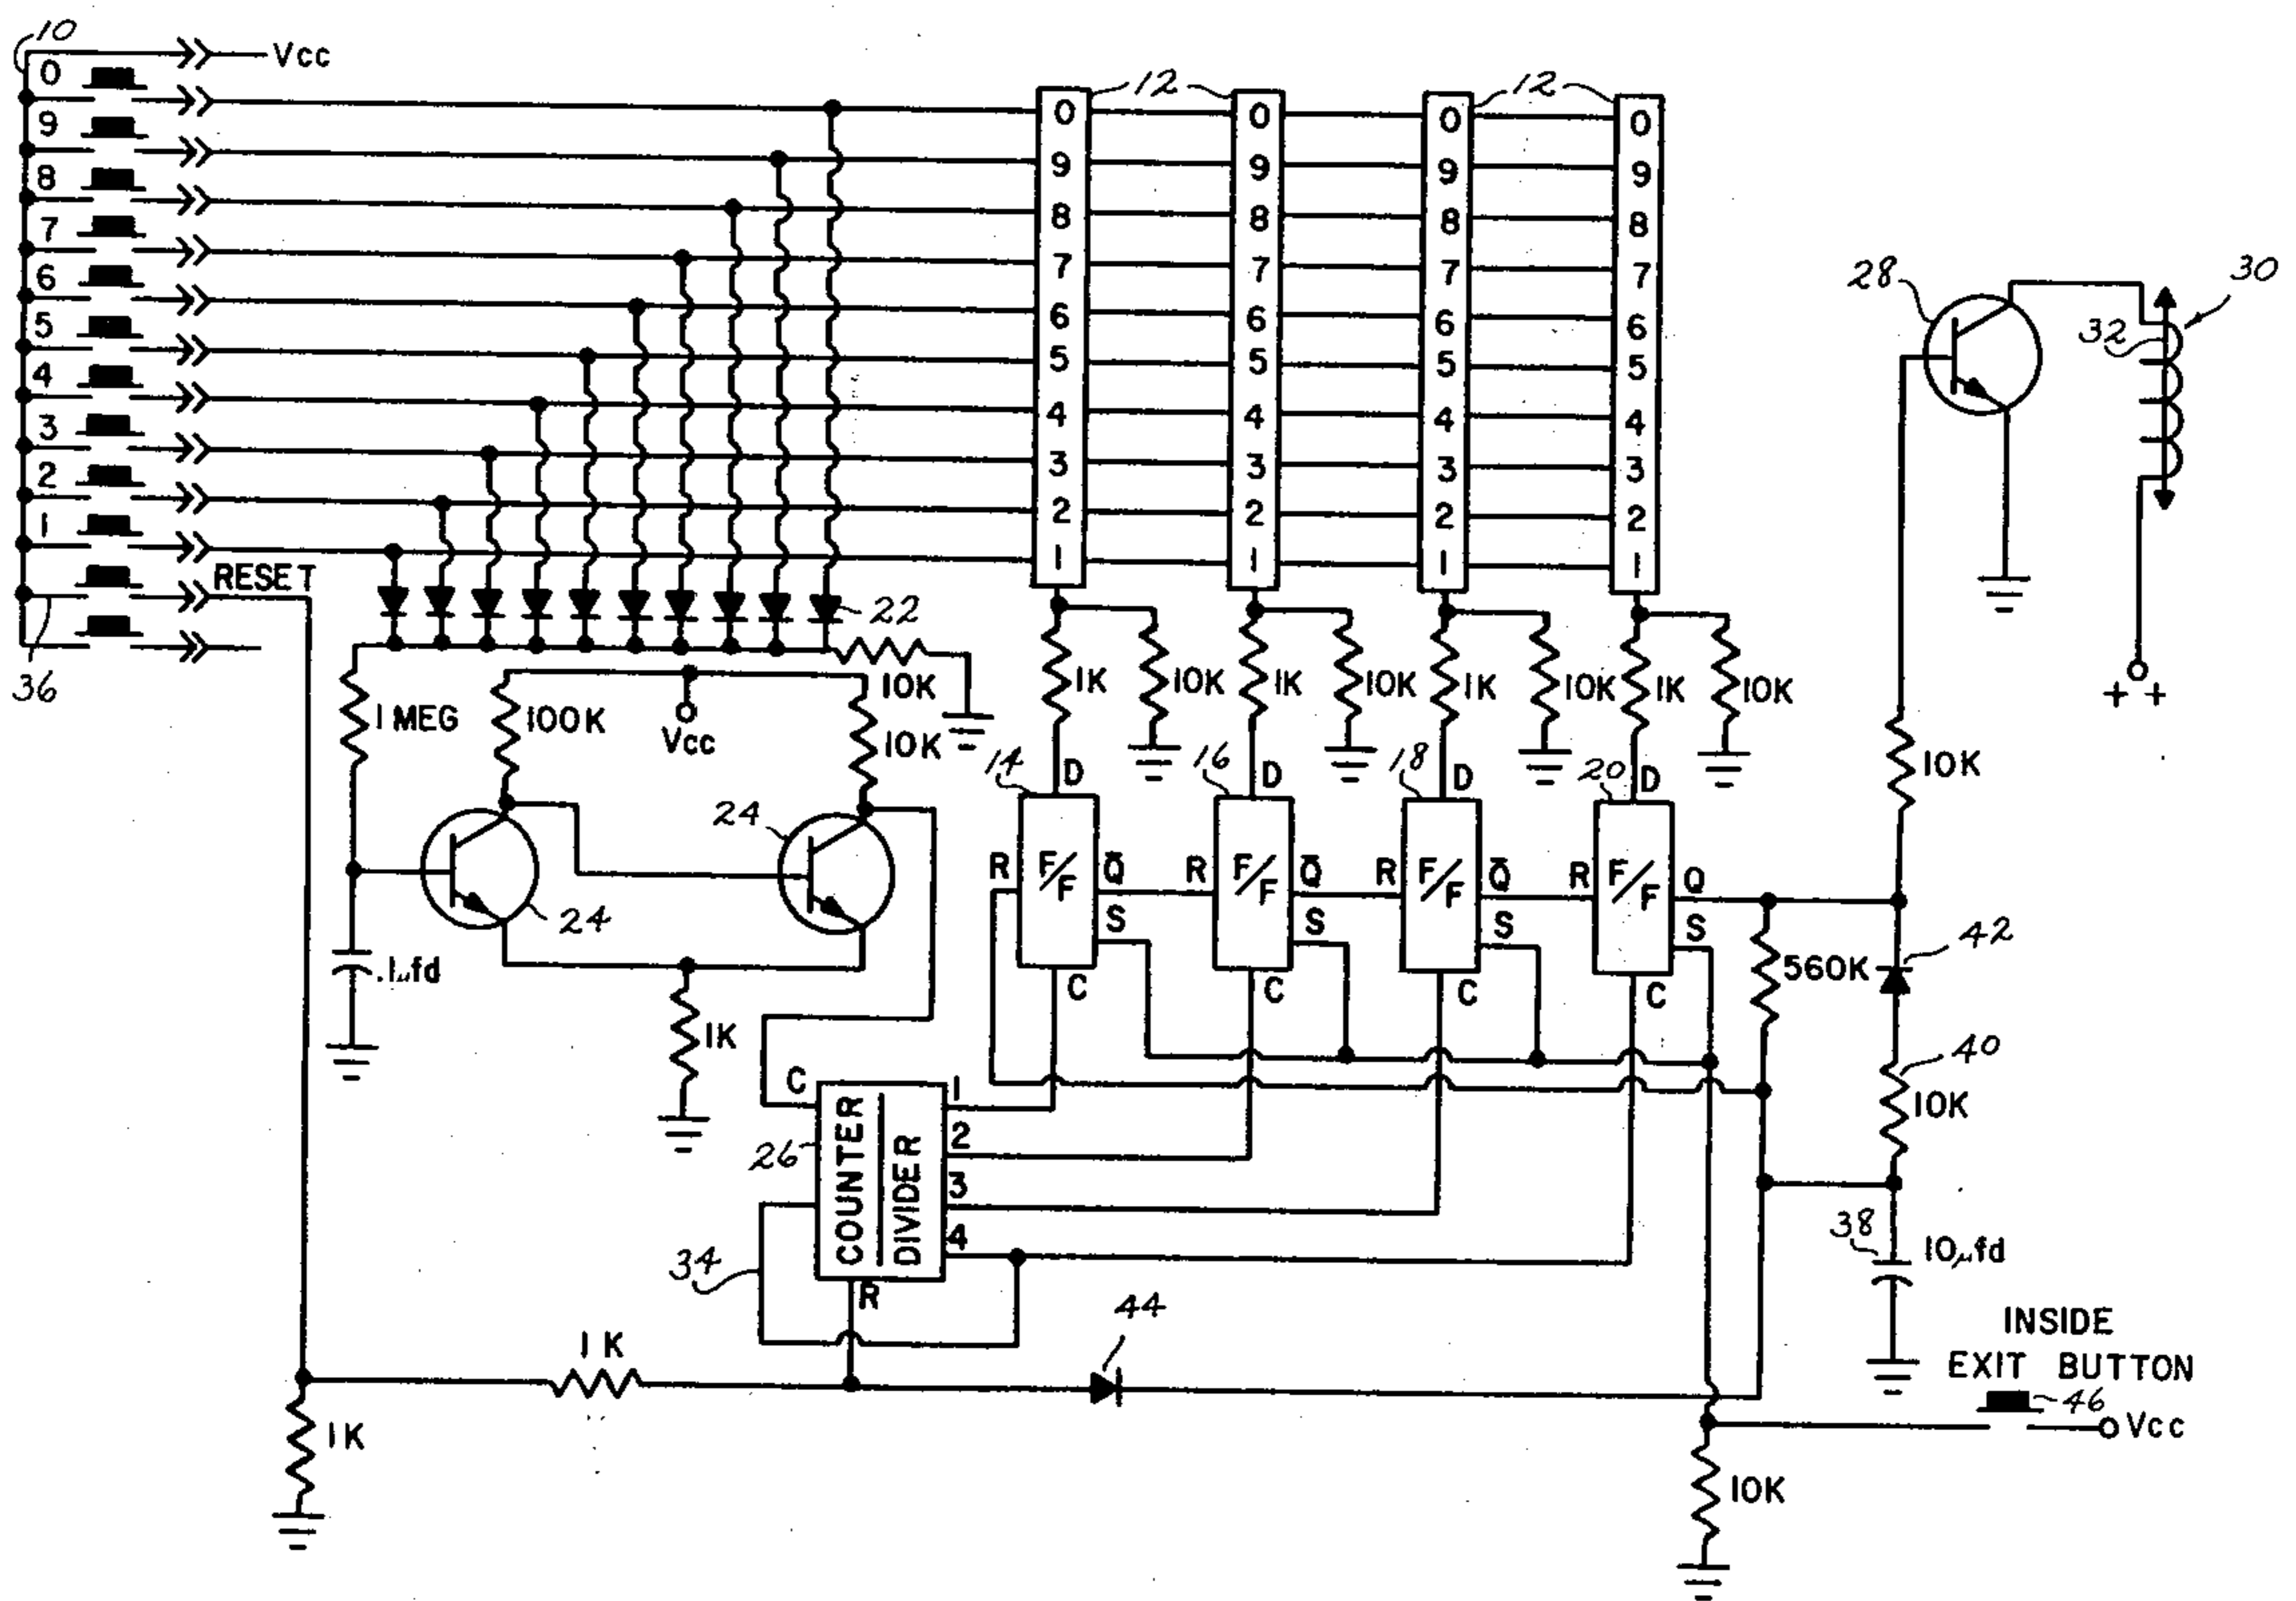 10
Vcc
0
9
8
7
6
5
4
3
2
1
RESET
36
12
12
0 0 0 0
9 9 9 9
8 8 8 8
7 7 7 7
6 6 6 6
5 5 5 5
4 4 4 4
3 3 3 3
2 2 2 2
1 1 1 1
22
10K
1 MEG
100K
Vcc
10K
1K 10K 1K 10K 1K 10K 1K 10K
28
30
32
++
10K
14 D 16 D 18 D 20 D
24
24
R F/F Q̅ R F/F Q̅ R F/F Q̅ R F/F Q
S S S S
C C C C
.1µfd
1K
560K
42
40
10K
C
1
2
3
4
26
COUNTER
DIVIDER
R
34
38
10µfd
44
1 K
1K
INSIDE
EXIT BUTTON
46
Vcc
10K